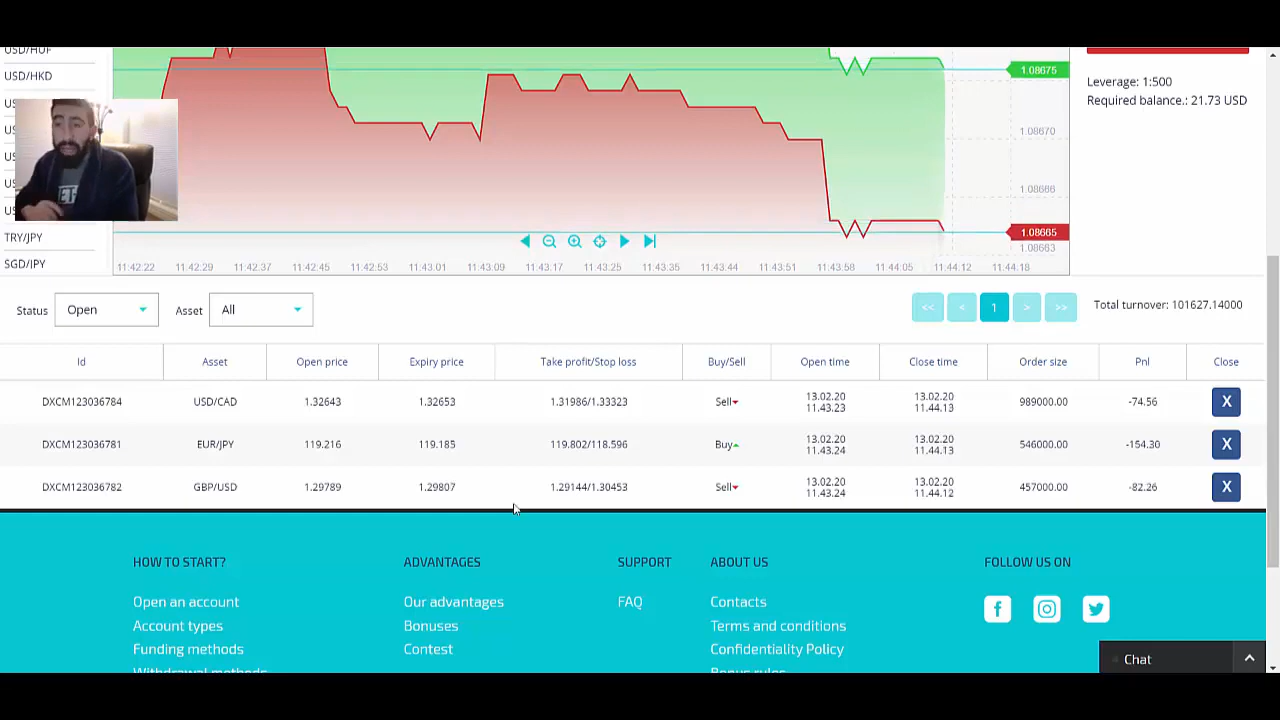 USD/HUF
USD/HKD
US
US
US
US
US
TRY/JPY
SGD/JPY
1.08675
1.08670
1.08666
1.08665
1.08663
Leverage: 1:500
Required balance.: 21.73 USD
11:42.22 11:42.29 11:42.37 11:42.45 11:42.53 11:43.01 11:43.09 11:43.17 11:43.25 11:43.35 11:43.44 11:43.51 11:43.58 11:44.05 11:44.12 11:44.18
Status Open Asset All << < 1 > >> Total turnover: 101627.14000
Id Asset Open price Expiry price Take profit/Stop loss Buy/Sell Open time Close time Order size Pnl Close
DXCM123036784 USD/CAD 1.32643 1.32653 1.31986/1.33323 Sell 13.02.20 11.43.23 13.02.20 11.44.13 989000.00 -74.56 X
DXCM123036781 EUR/JPY 119.216 119.185 119.802/118.596 Buy 13.02.20 11.43.24 13.02.20 11.44.13 546000.00 -154.30 X
DXCM123036782 GBP/USD 1.29789 1.29807 1.29144/1.30453 Sell 13.02.20 11.43.24 13.02.20 11.44.12 457000.00 -82.26 X
HOW TO START? ADVANTAGES SUPPORT ABOUT US FOLLOW US ON
Open an account Our advantages FAQ Contacts
Account types Bonuses Terms and conditions
Funding methods Contest Confidentiality Policy
Withdrawal methods Bonus rules
Chat